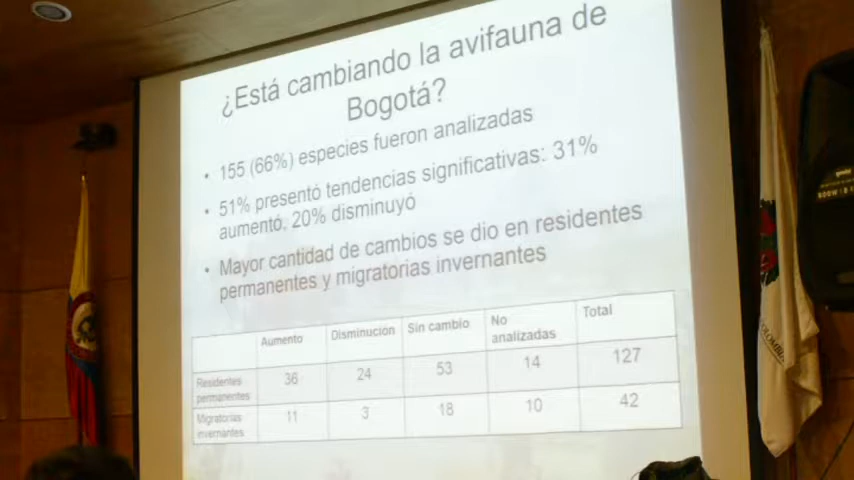 ¿Está cambiando la avifauna de
Bogotá?
• 155 (66%) especies fueron analizadas
• 51% presentó tendencias significativas: 31%
aumentó, 20% disminuyó
• Mayor cantidad de cambios se dio en residentes
permanentes y migratorias invernantes
Aumento Disminución Sin cambio No analizadas Total
Residentes permanentes 36 24 53 14 127
Migratorias invernantes 11 3 18 10 42